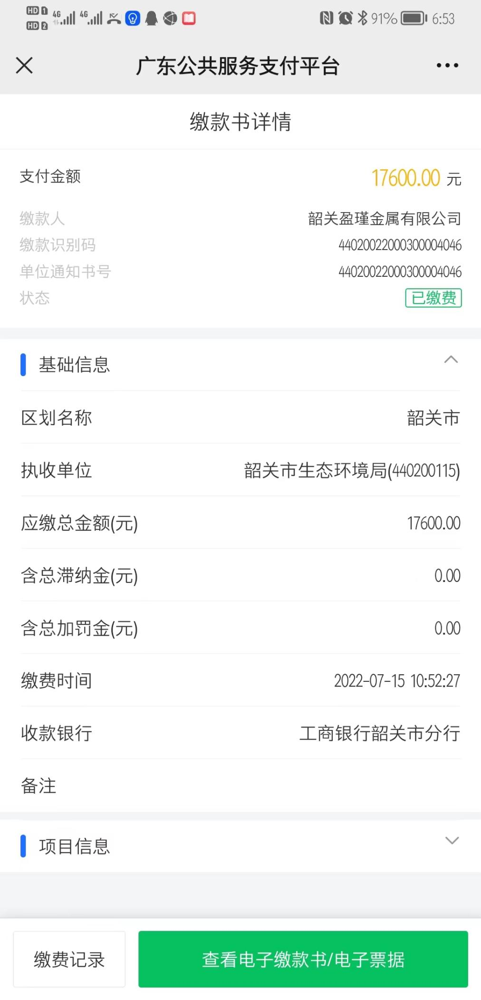 HD 1 4G 4G 91% 6:53
HD 2
广东公共服务支付平台
缴款书详情
支付金额 17600.00 元
缴款人 韶关盈瑾金属有限公司
缴款识别码 44020022000300004046
单位通知书号 44020022000300004046
状态 已缴费
基础信息
区划名称 韶关市
执收单位 韶关市生态环境局(440200115)
应缴总金额(元) 17600.00
含总滞纳金(元) 0.00
含总加罚金(元) 0.00
缴费时间 2022-07-15 10:52:27
收款银行 工商银行韶关市分行
备注
项目信息
缴费记录 查看电子缴款书/电子票据